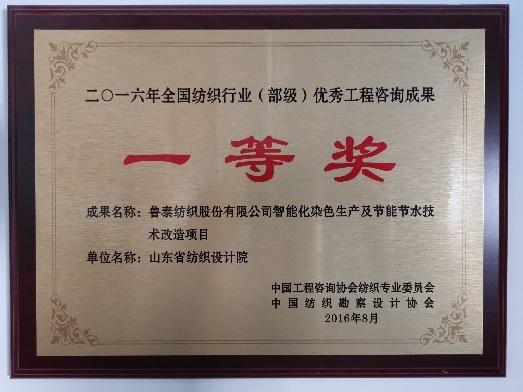 二〇一六年全国纺织行业（部级）优秀工程咨询成果
一等奖
成果名称：鲁泰纺织股份有限公司智能化染色生产及节能节水技
术改造项目
单位名称：山东省纺织设计院
中国工程咨询协会纺织专业委员会
中国纺织勘察设计协会
2016年8月